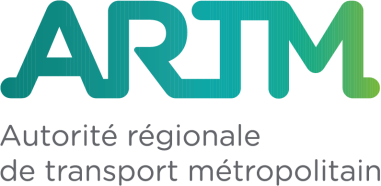 ARTM
Autorité régionale
de transport métropolitain